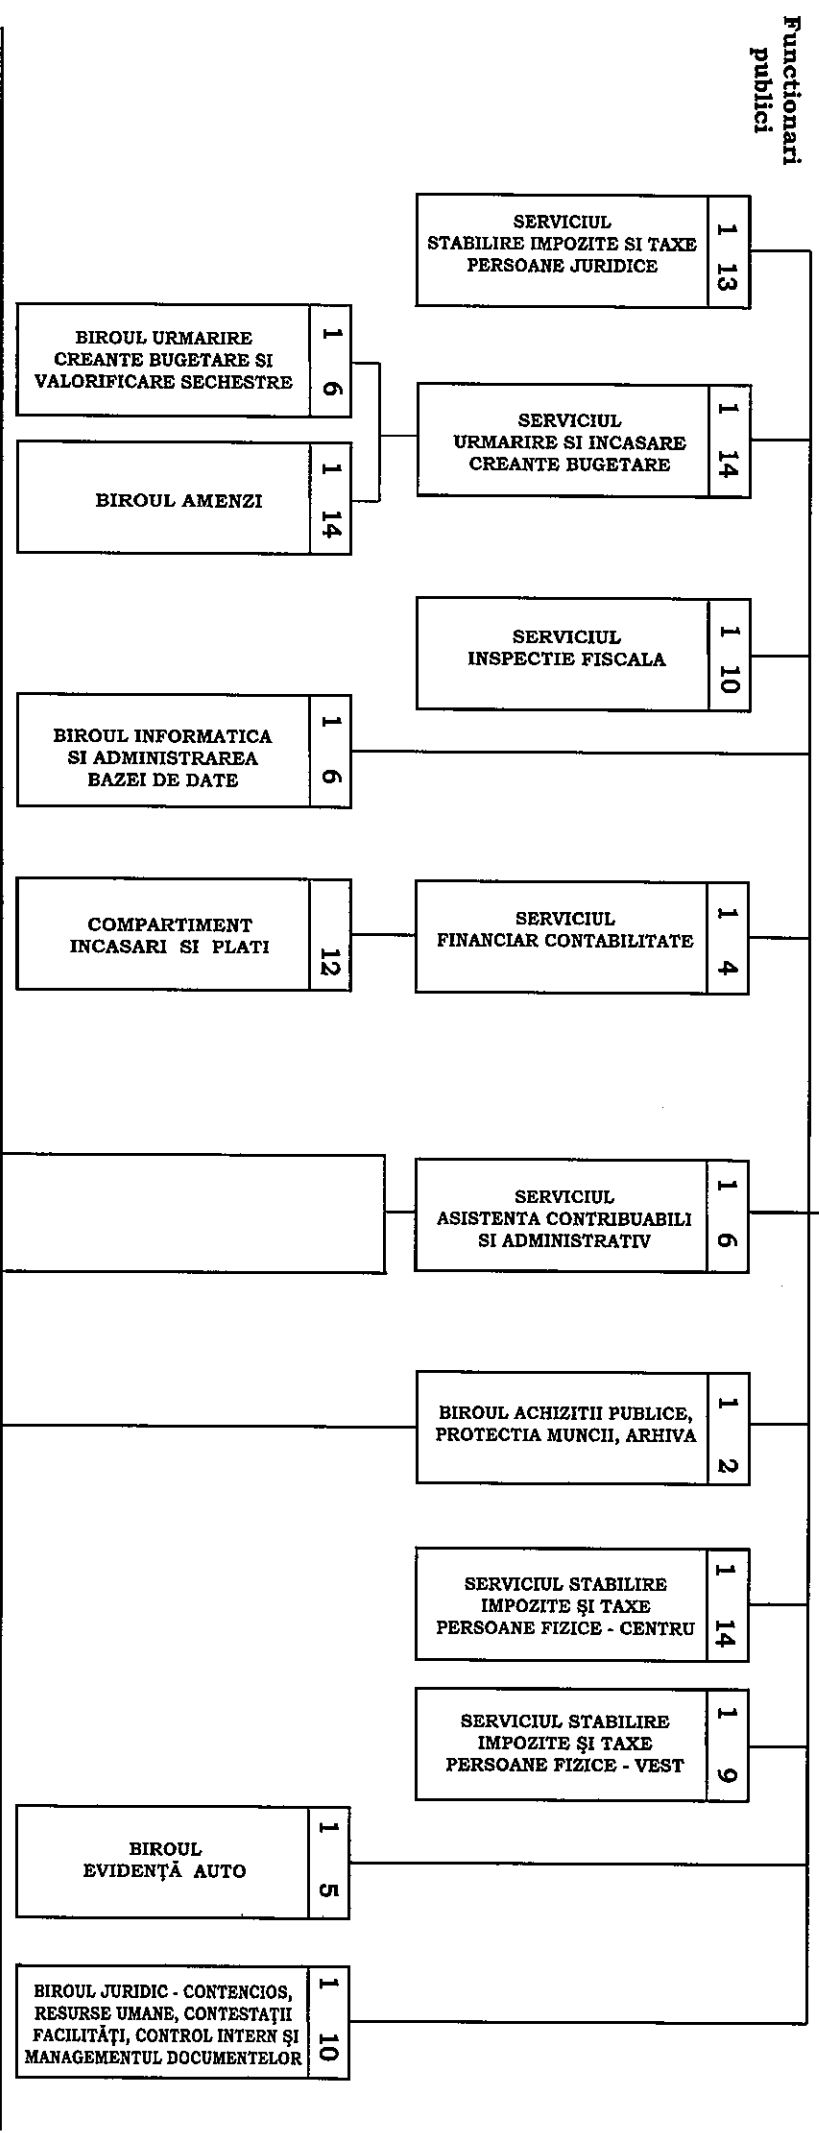 Functionari
publici
1 13
SERVICIUL
STABILIRE IMPOZITE SI TAXE
PERSOANE JURIDICE
1 6
BIROUL URMARIRE
CREANTE BUGETARE SI
VALORIFICARE SECHESTRE
1 14
SERVICIUL
URMARIRE SI INCASARE
CREANTE BUGETARE
1 14
BIROUL AMENZI
1 10
SERVICIUL
INSPECTIE FISCALA
1 6
BIROUL INFORMATICA
SI ADMINISTRAREA
BAZEI DE DATE
1 4
SERVICIUL
FINANCIAR CONTABILITATE
12
COMPARTIMENT
INCASARI SI PLATI
1 6
SERVICIUL
ASISTENTA CONTRIBUABILI
SI ADMINISTRATIV
1 2
BIROUL ACHIZITII PUBLICE,
PROTECTIA MUNCII, ARHIVA
1 14
SERVICIUL STABILIRE
IMPOZITE ŞI TAXE
PERSOANE FIZICE - CENTRU
1 9
SERVICIUL STABILIRE
IMPOZITE ŞI TAXE
PERSOANE FIZICE - VEST
1 5
BIROUL
EVIDENŢĂ AUTO
1 10
BIROUL JURIDIC - CONTENCIOS,
RESURSE UMANE, CONTESTAŢII
FACILITĂŢI, CONTROL INTERN ŞI
MANAGEMENTUL DOCUMENTELOR